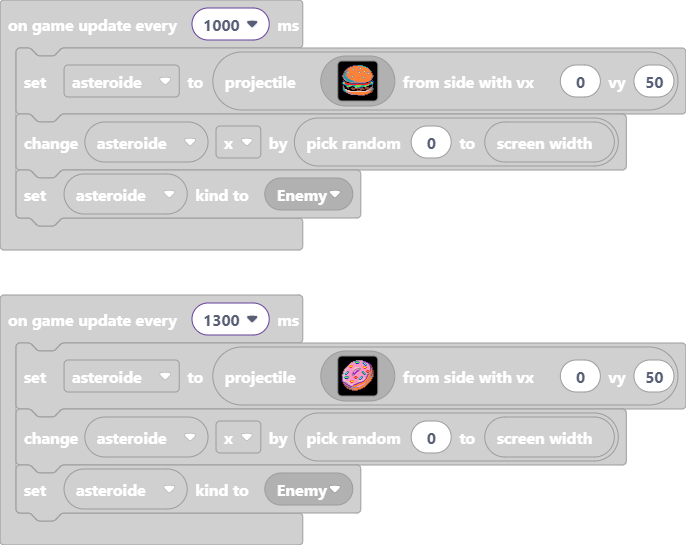 on game update every 1000 ms
set asteroide to projectile from side with vx 0 vy 50
change asteroide x by pick random 0 to screen width
set asteroide kind to Enemy
on game update every 1300 ms
set asteroide to projectile from side with vx 0 vy 50
change asteroide x by pick random 0 to screen width
set asteroide kind to Enemy